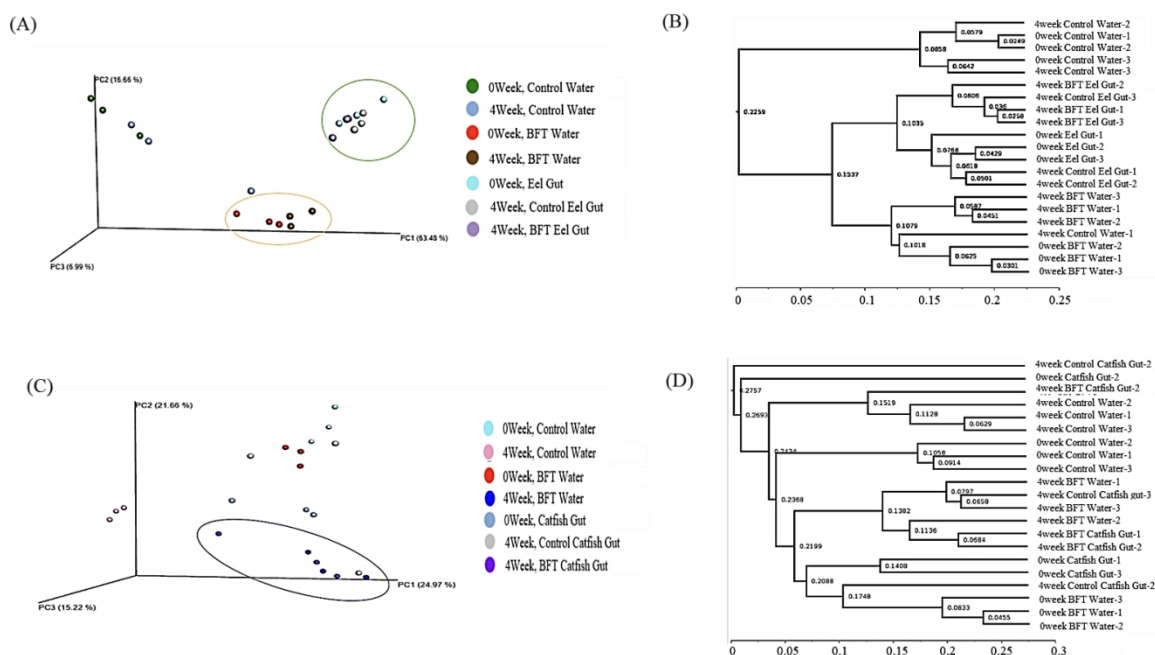 (A)
PC2 (16.66 %)
PC1 (63.48 %)
PC3 (6.99 %)
0Week, Control Water
4Week, Control Water
0Week, BFT Water
4Week, BFT Water
0Week, Eel Gut
4Week, Control Eel Gut
4Week, BFT Eel Gut
(B)
4week Control Water-2
0week Control Water-1
0week Control Water-2
0week Control Water-3
4week Control Water-3
4week BFT Eel Gut-2
4week Control Eel Gut-3
4week BFT Eel Gut-1
4week BFT Eel Gut-3
0week Eel Gut-1
0week Eel Gut-2
0week Eel Gut-3
4week Control Eel Gut-1
4week Control Eel Gut-2
4week BFT Water-3
4week BFT Water-1
4week BFT Water-2
4week Control Water-1
0week BFT Water-2
0week BFT Water-1
0week BFT Water-3
0.0579
0.0249
0.0858
0.0642
0.2259
0.0606
0.036
0.0258
0.1035
0.0766
0.0429
0.0618
0.0501
0.1537
0.0587
0.0451
0.1079
0.1018
0.0625
0.0301
0 0.05 0.1 0.15 0.2 0.25
(C)
PC2 (21.66 %)
PC1 (24.97 %)
PC3 (15.22 %)
0Week, Control Water
4Week, Control Water
0Week, BFT Water
4Week, BFT Water
0Week, Catfish Gut
4Week, Control Catfish Gut
4Week, BFT Catfish Gut
(D)
4week Control Catfish Gut-2
0week Catfish Gut-2
4week BFT Catfish Gut-2
4week Control Water-2
4week Control Water-1
4week Control Water-3
0week Control Water-2
0week Control Water-1
0week Control Water-3
4week BFT Water-1
4week Control Catfish gut-3
4week BFT Water-3
4week BFT Water-2
4week BFT Catfish Gut-1
4week BFT Catfish Gut-2
0week Catfish Gut-1
0week Catfish Gut-3
4week Control Catfish Gut-2
0week BFT Water-3
0week BFT Water-1
0week BFT Water-2
0.2757
0.2693
0.1519
0.1128
0.0629
0.1058
0.0914
0.2368
0.0797
0.0658
0.1382
0.1136
0.0684
0.2199
0.1408
0.2088
0.1748
0.0833
0.0455
0 0.05 0.1 0.15 0.2 0.25 0.3